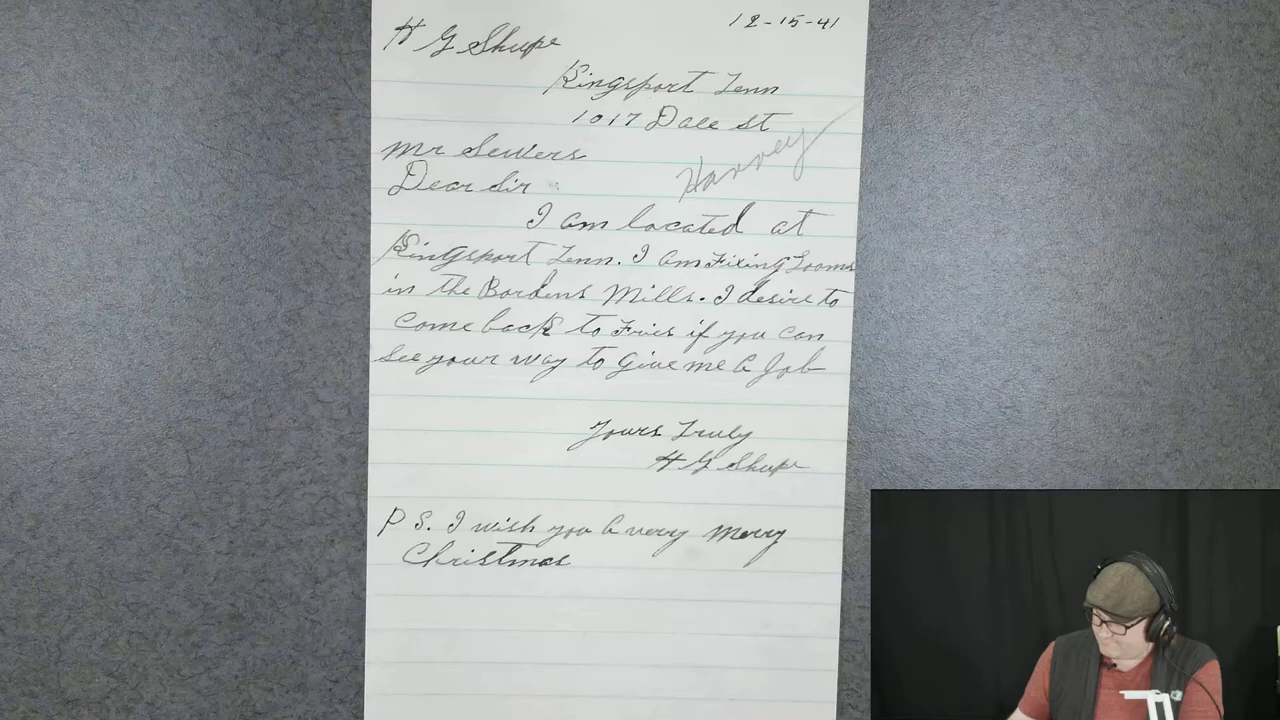 12-15-41
H G Shupe
Kingsport Tenn
1017 Dale St
Harvey
Mr Sewers
Dear Sir
I am located at
Kingsport Tenn. I am Fixing Looms
in the Bordens Mills. I desire to
Come back to Fries if you can
See your way to Give me a Job
Yours Truly
H G Shupe
P S. I wish you a very merry
Christmas